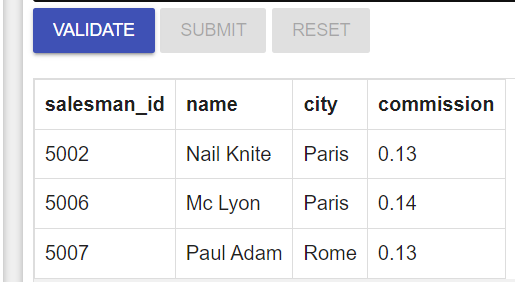 VALIDATE SUBMIT RESET
salesman_id name city commission
5002 Nail Knite Paris 0.13
5006 Mc Lyon Paris 0.14
5007 Paul Adam Rome 0.13